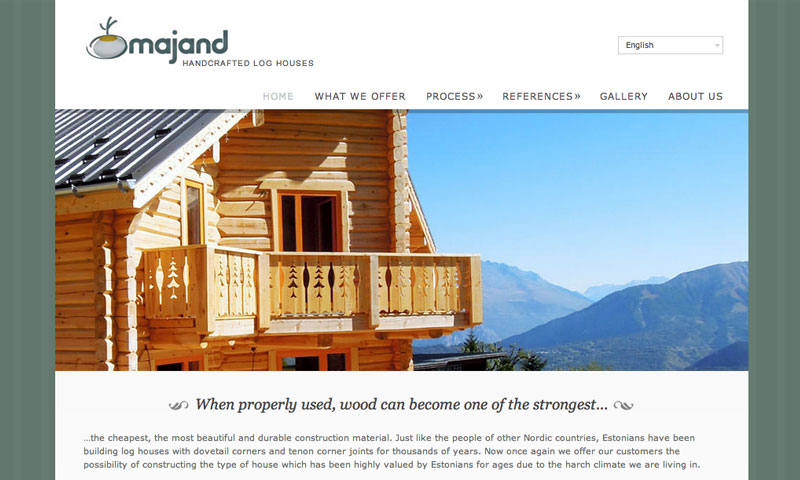 majand
HANDCRAFTED LOG HOUSES
English
HOME WHAT WE OFFER PROCESS» REFERENCES» GALLERY ABOUT US
When properly used, wood can become one of the strongest...
...the cheapest, the most beautiful and durable construction material. Just like the people of other Nordic countries, Estonians have been
building log houses with dovetail corners and tenon corner joints for thousands of years. Now once again we offer our customers the
possibility of constructing the type of house which has been highly valued by Estonians for ages due to the harch climate we are living in.